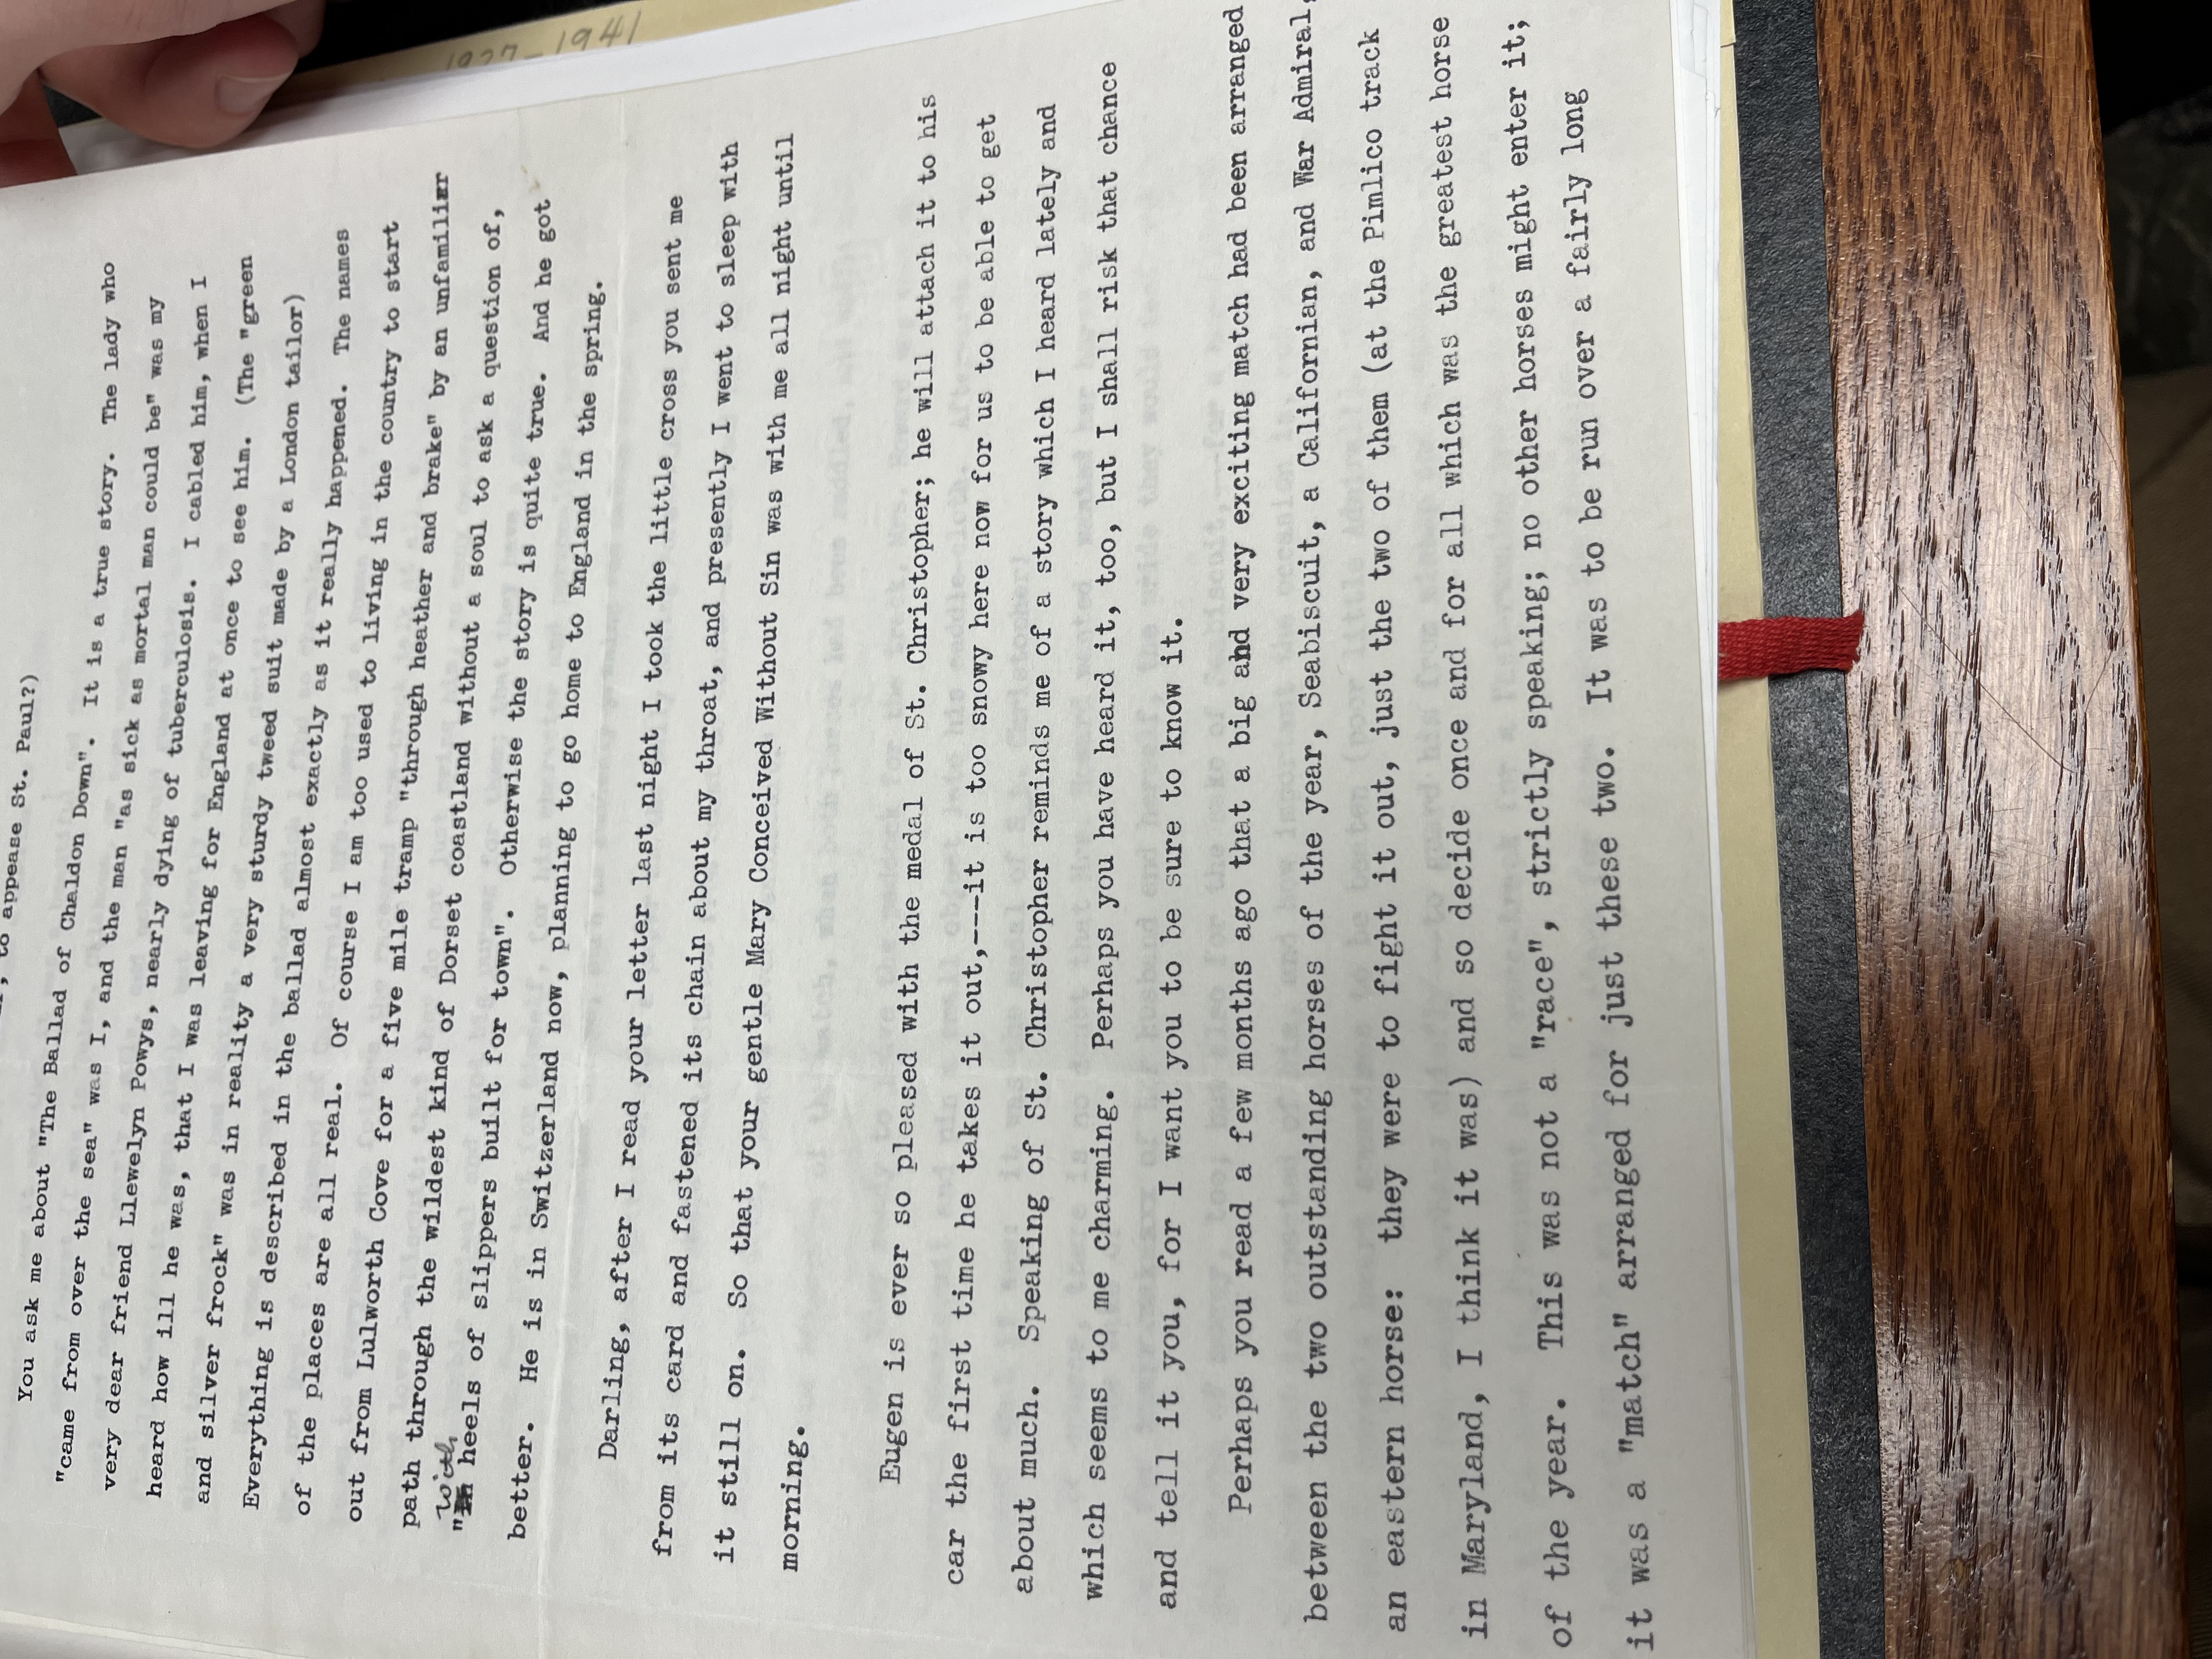 , to appease St. Paul?)
You ask me about "The Ballad of Chaldon Down". It is a true story. The lady who
"came from over the sea" was I, and the man "as sick as mortal man could be" was my
very dear friend Llewelyn Powys, nearly dying of tuberculosis. I cabled him, when I
heard how ill he was, that I was leaving for England at once to see him. (The "green
and silver frock" was in reality a very sturdy tweed suit made by a London tailor)
Everything is described in the ballad almost exactly as it really happened. The names
of the places are all real. Of course I am too used to living in the country to start
out from Lulworth Cove for a five mile tramp "through heather and brake" by an unfamiliar
path through the wildest kind of Dorset coastland without a soul to ask a question of,
with
"In heels of slippers built for town". Otherwise the story is quite true. And he got
better. He is in Switzerland now, planning to go home to England in the spring.
Darling, after I read your letter last night I took the little cross you sent me
from its card and fastened its chain about my throat, and presently I went to sleep with
it still on. So that your gentle Mary Conceived Without Sin was with me all night until
morning.
Eugen is ever so pleased with the medal of St. Christopher; he will attach it to his
car the first time he takes it out,---it is too snowy here now for us to be able to get
about much. Speaking of St. Christopher reminds me of a story which I heard lately and
which seems to me charming. Perhaps you have heard it, too, but I shall risk that chance
and tell it you, for I want you to be sure to know it.
Perhaps you read a few months ago that a big and very exciting match had been arranged
between the two outstanding horses of the year, Seabiscuit, a Californian, and War Admiral,
an eastern horse: they were to fight it out, just the two of them (at the Pimlico track
in Maryland, I think it was) and so decide once and for all which was the greatest horse
of the year. This was not a "race", strictly speaking; no other horses might enter it;
it was a "match" arranged for just these two. It was to be run over a fairly long